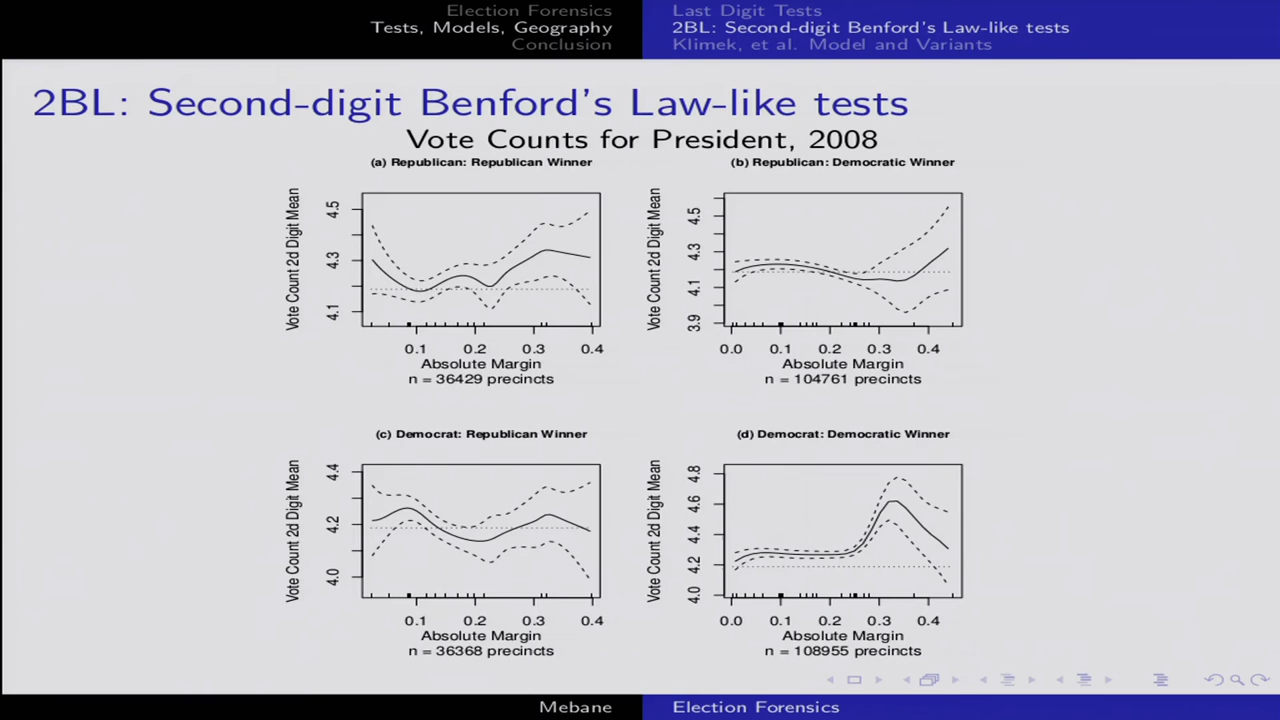 Election Forensics
Tests, Models, Geography
Conclusion
Last Digit Tests
2BL: Second-digit Benford's Law-like tests
Klimek, et al. Model and Variants
2BL: Second-digit Benford's Law-like tests
Vote Counts for President, 2008
(a) Republican: Republican Winner
Vote Count 2d Digit Mean
4.5
4.3
4.1
0.1 0.2 0.3 0.4
Absolute Margin
n = 36429 precincts
(b) Republican: Democratic Winner
Vote Count 2d Digit Mean
4.5
4.3
4.1
3.9
0.0 0.1 0.2 0.3 0.4
Absolute Margin
n = 104761 precincts
(c) Democrat: Republican Winner
Vote Count 2d Digit Mean
4.4
4.2
4.0
0.1 0.2 0.3 0.4
Absolute Margin
n = 36368 precincts
(d) Democrat: Democratic Winner
Vote Count 2d Digit Mean
4.8
4.6
4.4
4.2
4.0
0.0 0.1 0.2 0.3 0.4
Absolute Margin
n = 108955 precincts
Mebane
Election Forensics